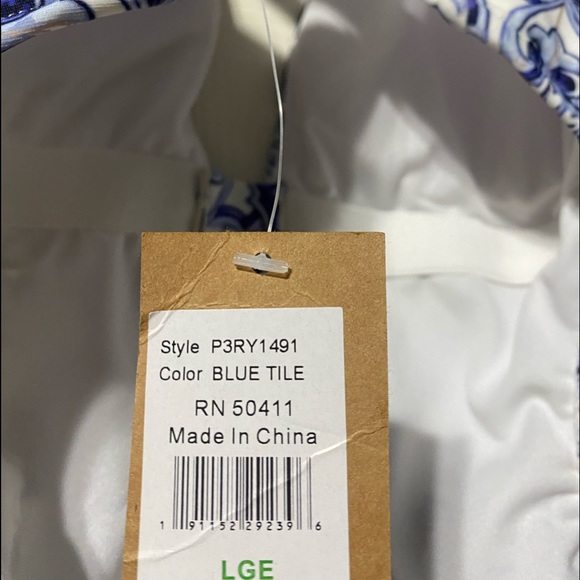 Style P3RY1491
Color BLUE TILE
RN 50411
Made In China
1 91152 29239 6
LGE